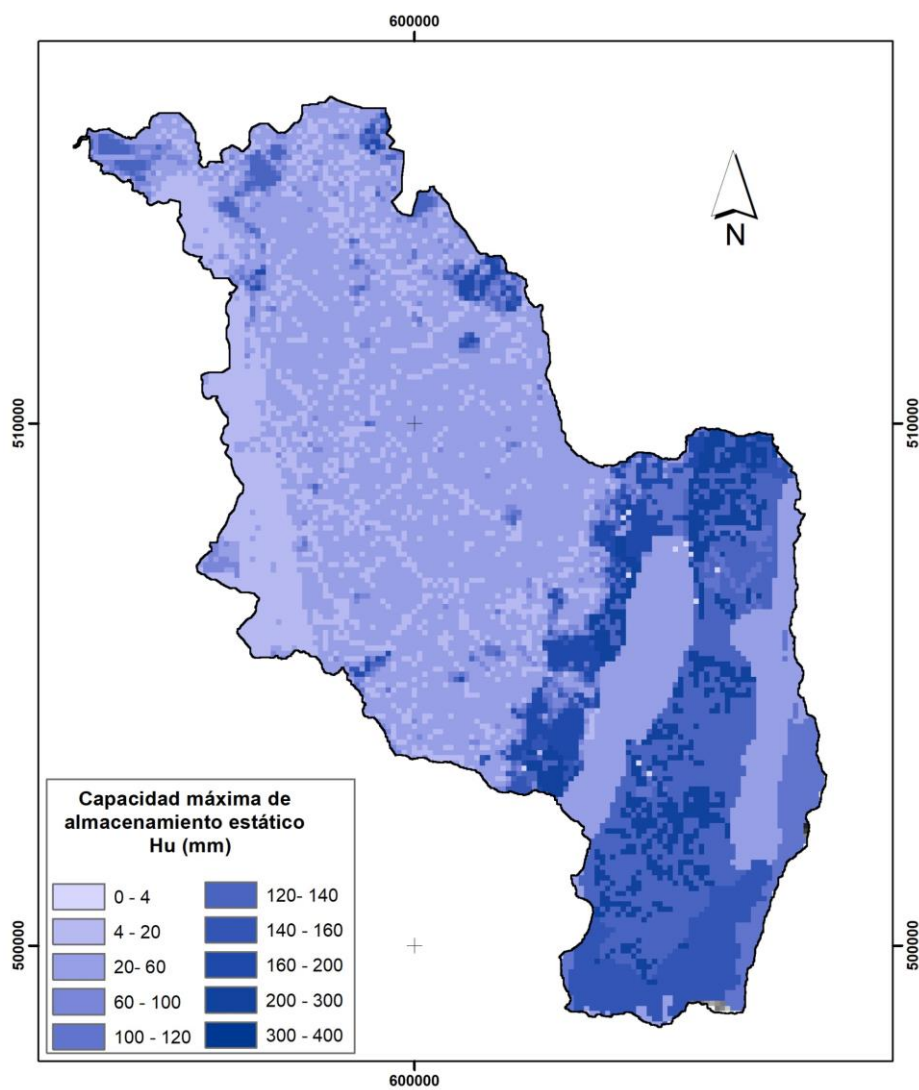 600000
N
510000
510000
Capacidad máxima de
almacenamiento estático
Hu (mm)
0 - 4
4 - 20
20- 60
60 - 100
100 - 120
120- 140
140 - 160
160 - 200
200 - 300
300 - 400
500000
500000
600000